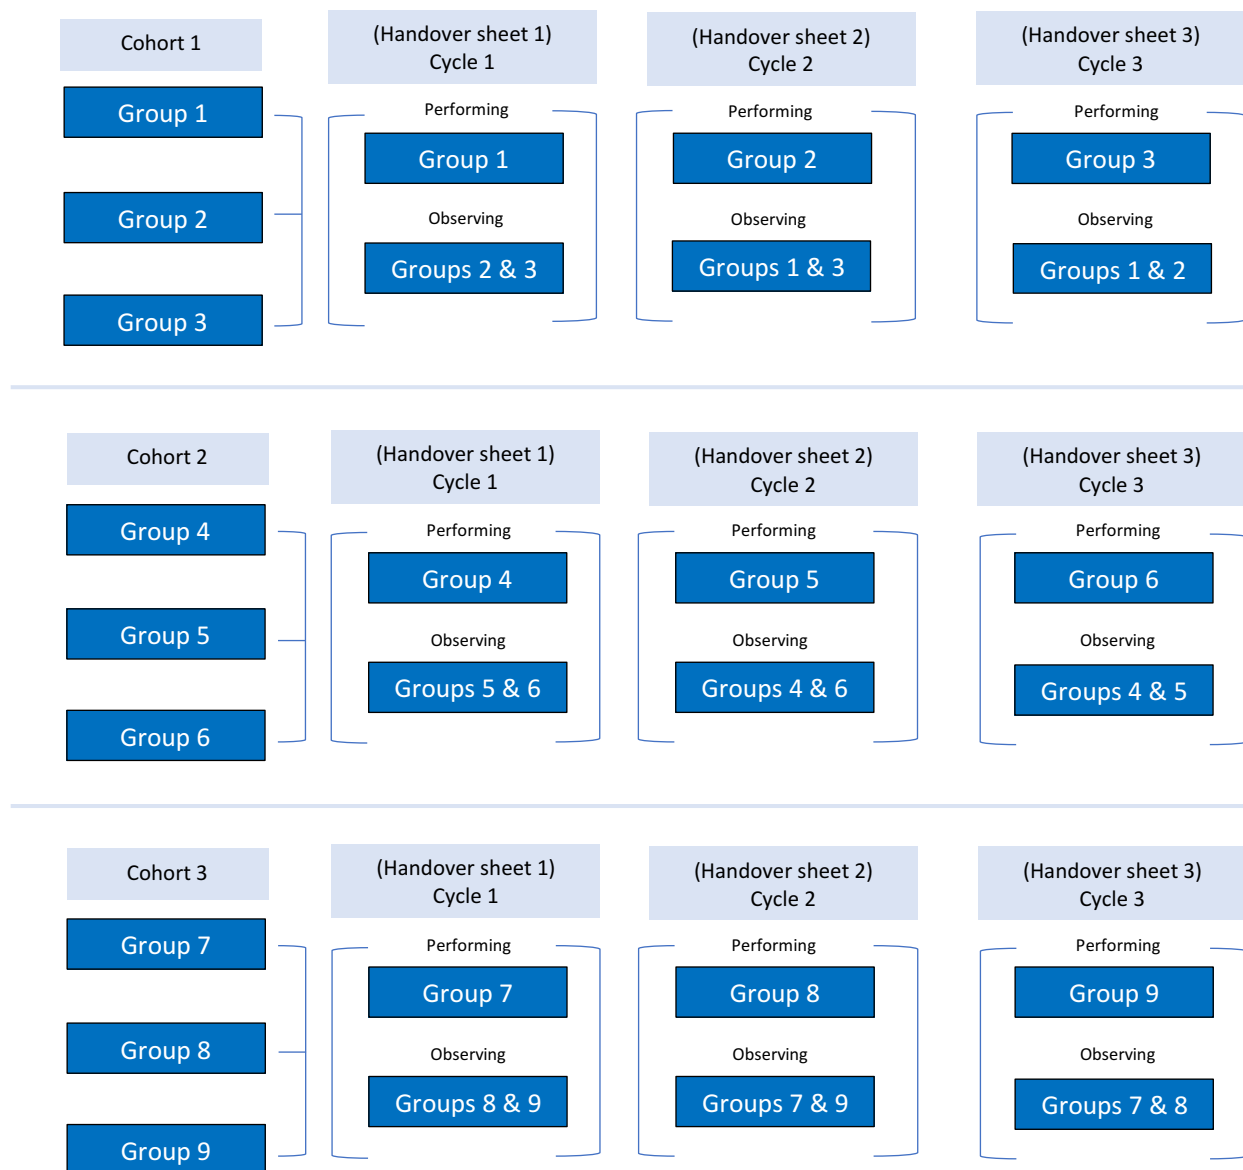 Cohort 1
(Handover sheet 1)
Cycle 1
(Handover sheet 2)
Cycle 2
(Handover sheet 3)
Cycle 3
Group 1
Group 2
Group 3
Performing
Group 1
Observing
Groups 2 & 3
Performing
Group 2
Observing
Groups 1 & 3
Performing
Group 3
Observing
Groups 1 & 2
Cohort 2
(Handover sheet 1)
Cycle 1
(Handover sheet 2)
Cycle 2
(Handover sheet 3)
Cycle 3
Group 4
Group 5
Group 6
Performing
Group 4
Observing
Groups 5 & 6
Performing
Group 5
Observing
Groups 4 & 6
Performing
Group 6
Observing
Groups 4 & 5
Cohort 3
(Handover sheet 1)
Cycle 1
(Handover sheet 2)
Cycle 2
(Handover sheet 3)
Cycle 3
Group 7
Group 8
Group 9
Performing
Group 7
Observing
Groups 8 & 9
Performing
Group 8
Observing
Groups 7 & 9
Performing
Group 9
Observing
Groups 7 & 8